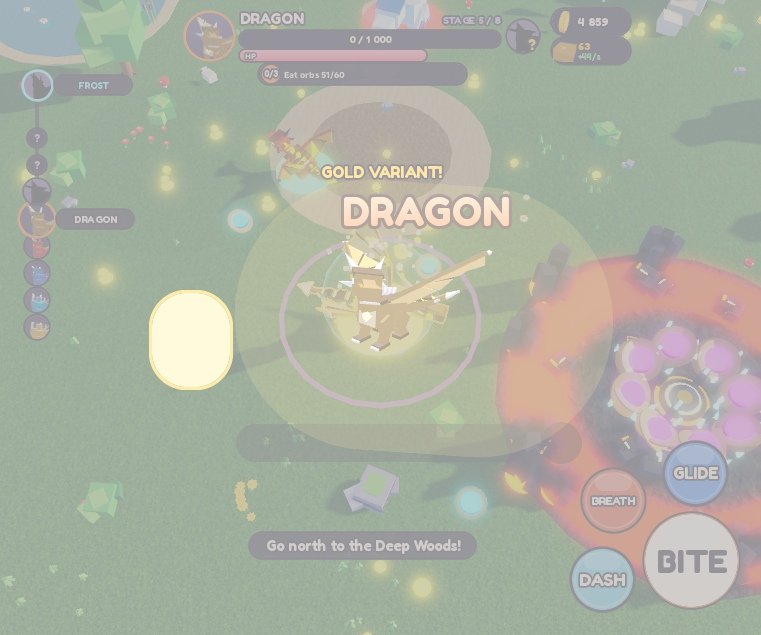 DRAGON
STAGE 5 / 8
0 / 1 000
HP
0/3
Eat orbs 51/60
?
4 859
63
+44/s
FROST
?
?
DRAGON
GOLD VARIANT!
DRAGON
GLIDE
BREATH
BITE
DASH
Go north to the Deep Woods!